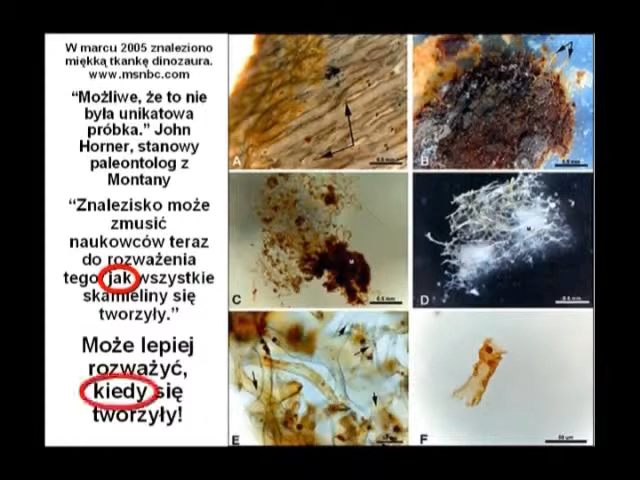 W marcu 2005 znaleziono
miękką tkankę dinozaura.
www.msnbc.com
“Możliwe, że to nie
była unikatowa
próbka.” John
Horner, stanowy
paleontolog z
Montany
“Znalezisko może
zmusić
naukowców teraz
do rozważenia
tego jak wszystkie
skamieliny się
tworzyły.”
Może lepiej
rozważyć,
kiedy się
tworzyły!
A
B
C
D
E
F